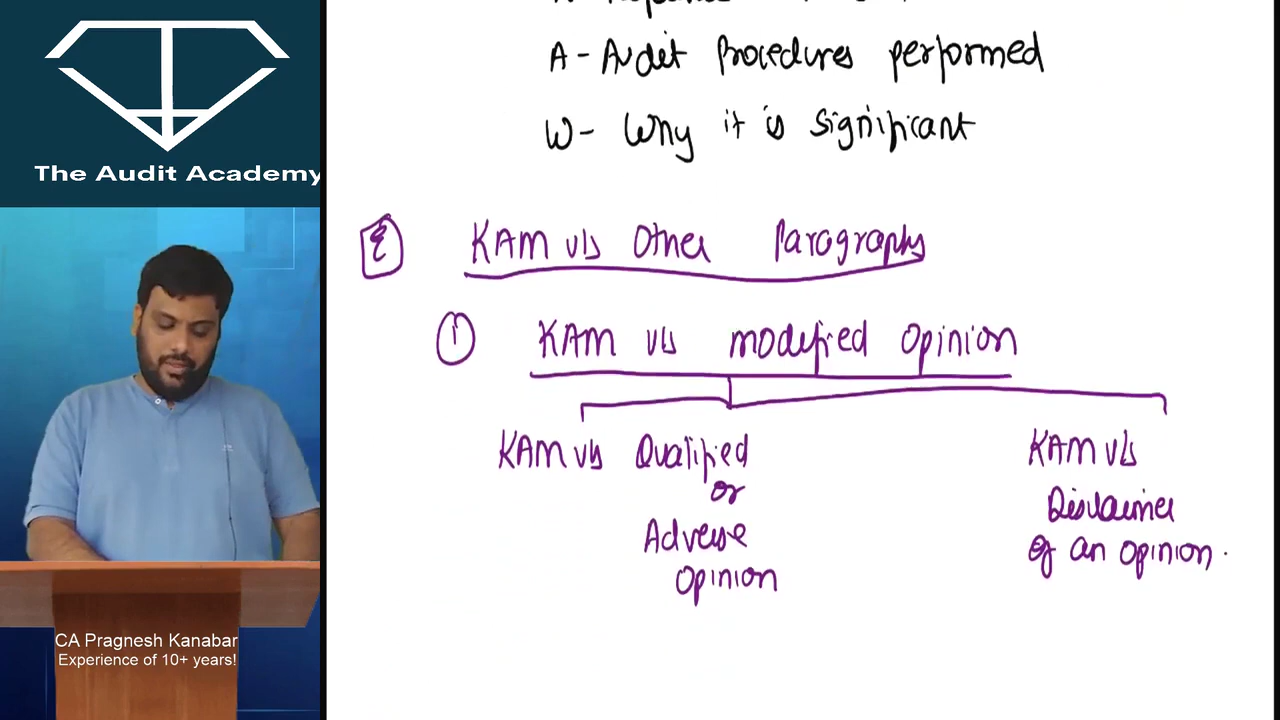 The Audit Academy
A - Audit Procedures performed
W - Why it is significant
E KAM v/s Other Paragraphs
1 KAM v/s modified Opinion
KAM v/s Qualified
or
Adverse
Opinion
KAM v/s
Disclaimer
of an opinion.
CA Pragnesh Kanabar
Experience of 10+ years!